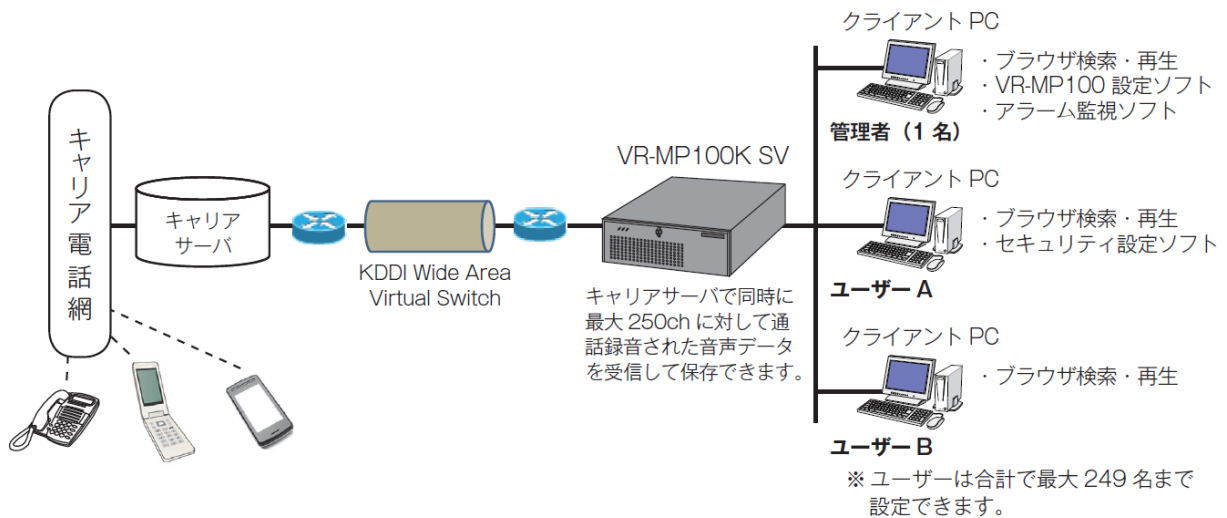 キャリア電話網
キャリア
サーバ
KDDI Wide Area
Virtual Switch
VR-MP100K SV
キャリアサーバで同時に
最大 250ch に対して通
話録音された音声データ
を受信して保存できます。
クライアント PC
・ブラウザ検索・再生
・VR-MP100 設定ソフト
・アラーム監視ソフト
管理者（1 名）
クライアント PC
・ブラウザ検索・再生
・セキュリティ設定ソフト
ユーザー A
クライアント PC
・ブラウザ検索・再生
ユーザー B
※ ユーザーは合計で最大 249 名まで
設定できます。